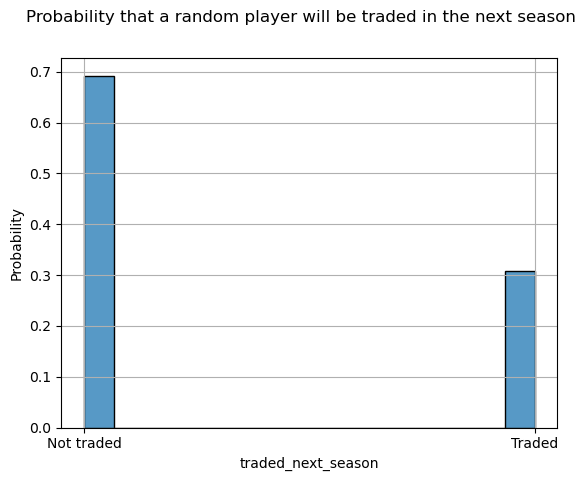 Probability that a random player will be traded in the next season
0.7
0.6
0.5
0.4
0.3
0.2
0.1
0.0
Probability
Not traded
Traded
traded_next_season